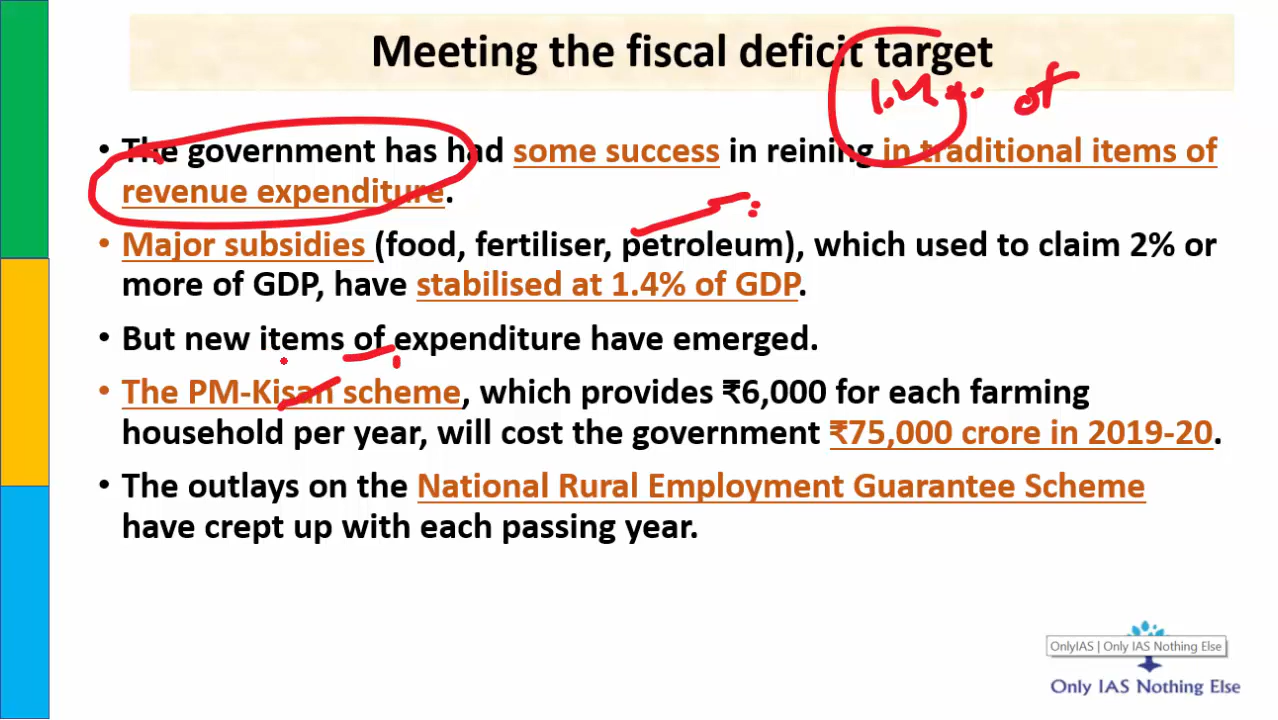 Meeting the fiscal deficit target
1.4%. of
• The government has had some success in reining in traditional items of
revenue expenditure.
• Major subsidies (food, fertiliser, petroleum), which used to claim 2% or
more of GDP, have stabilised at 1.4% of GDP.
• But new items of expenditure have emerged.
• The PM-Kisan scheme, which provides ₹6,000 for each farming
household per year, will cost the government ₹75,000 crore in 2019-20.
• The outlays on the National Rural Employment Guarantee Scheme
have crept up with each passing year.
OnlyIAS | Only IAS Nothing Else
Only IAS Nothing Else